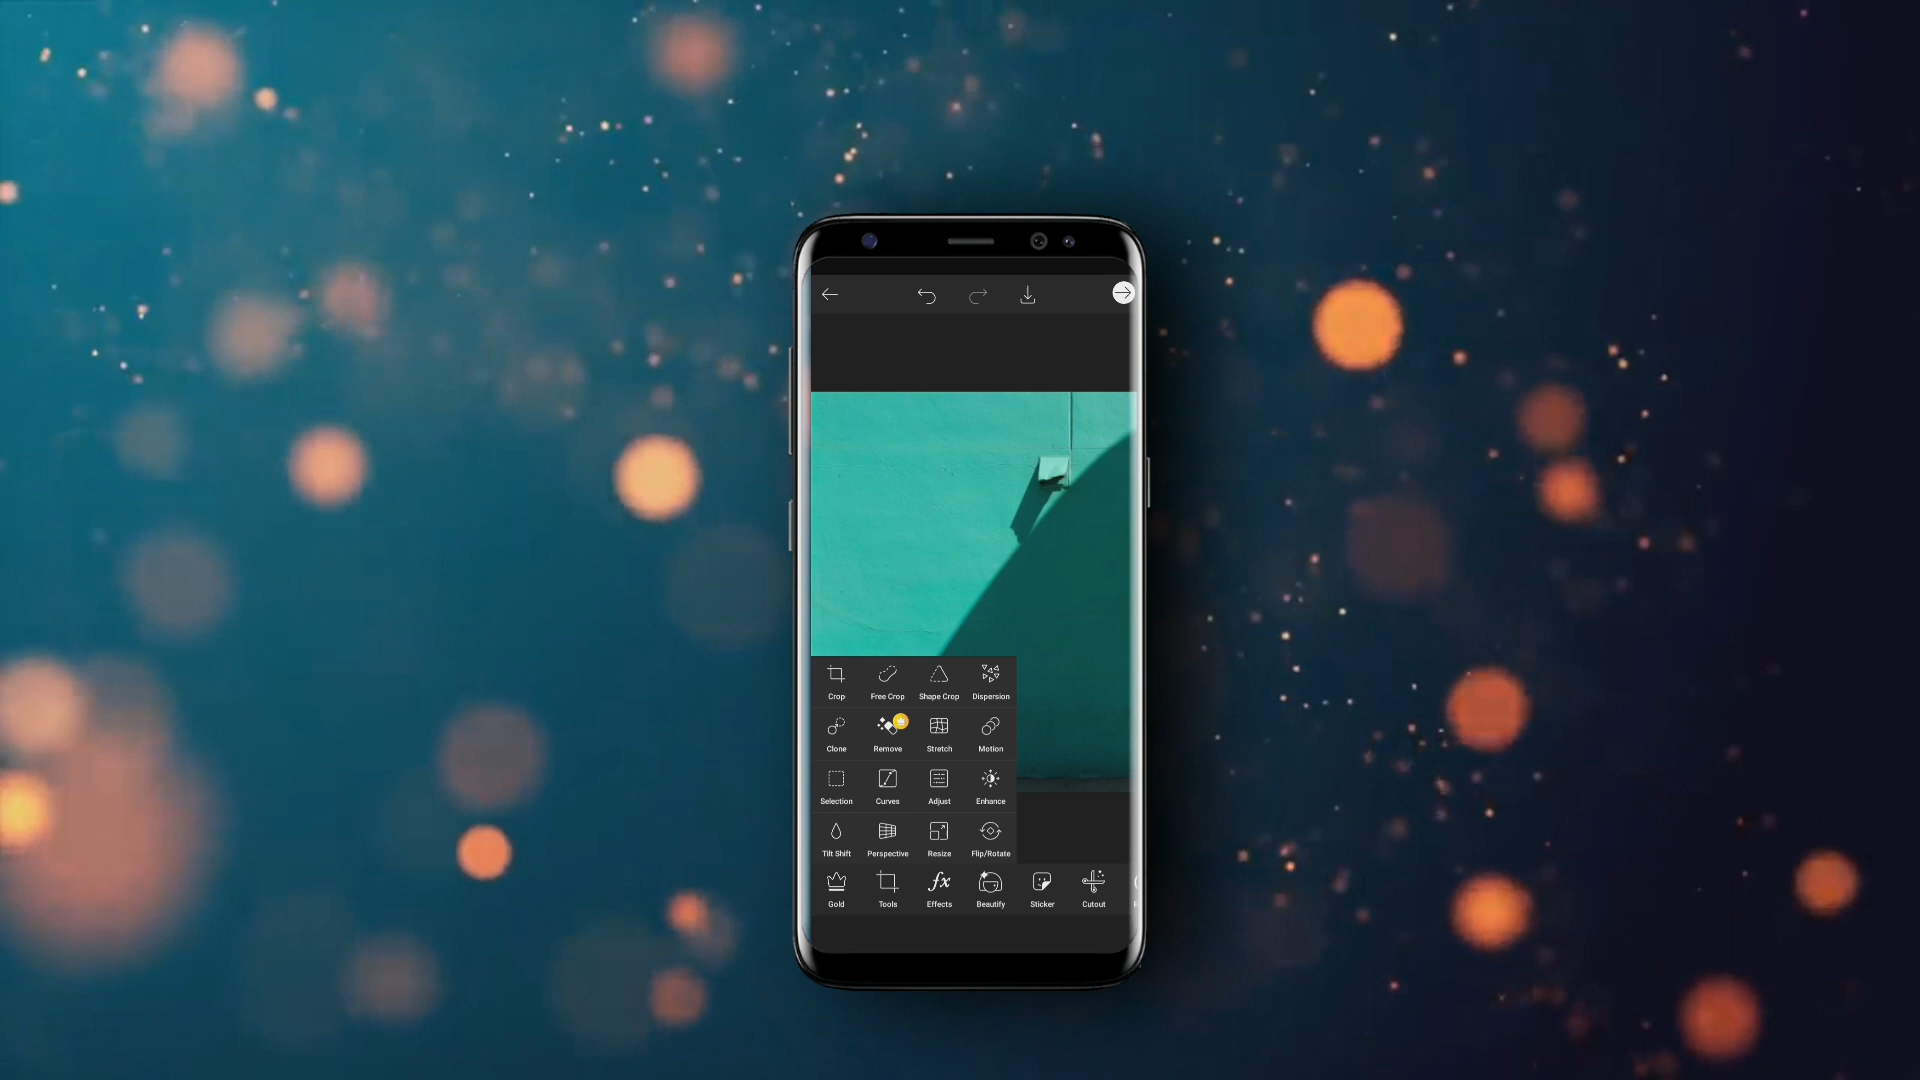 Crop Free Crop Shape Crop Dispersion
Clone Remove Stretch Motion
Selection Curves Adjust Enhance
Tilt Shift Perspective Resize Flip/Rotate
Gold Tools fx Effects Beautify Sticker Cutout